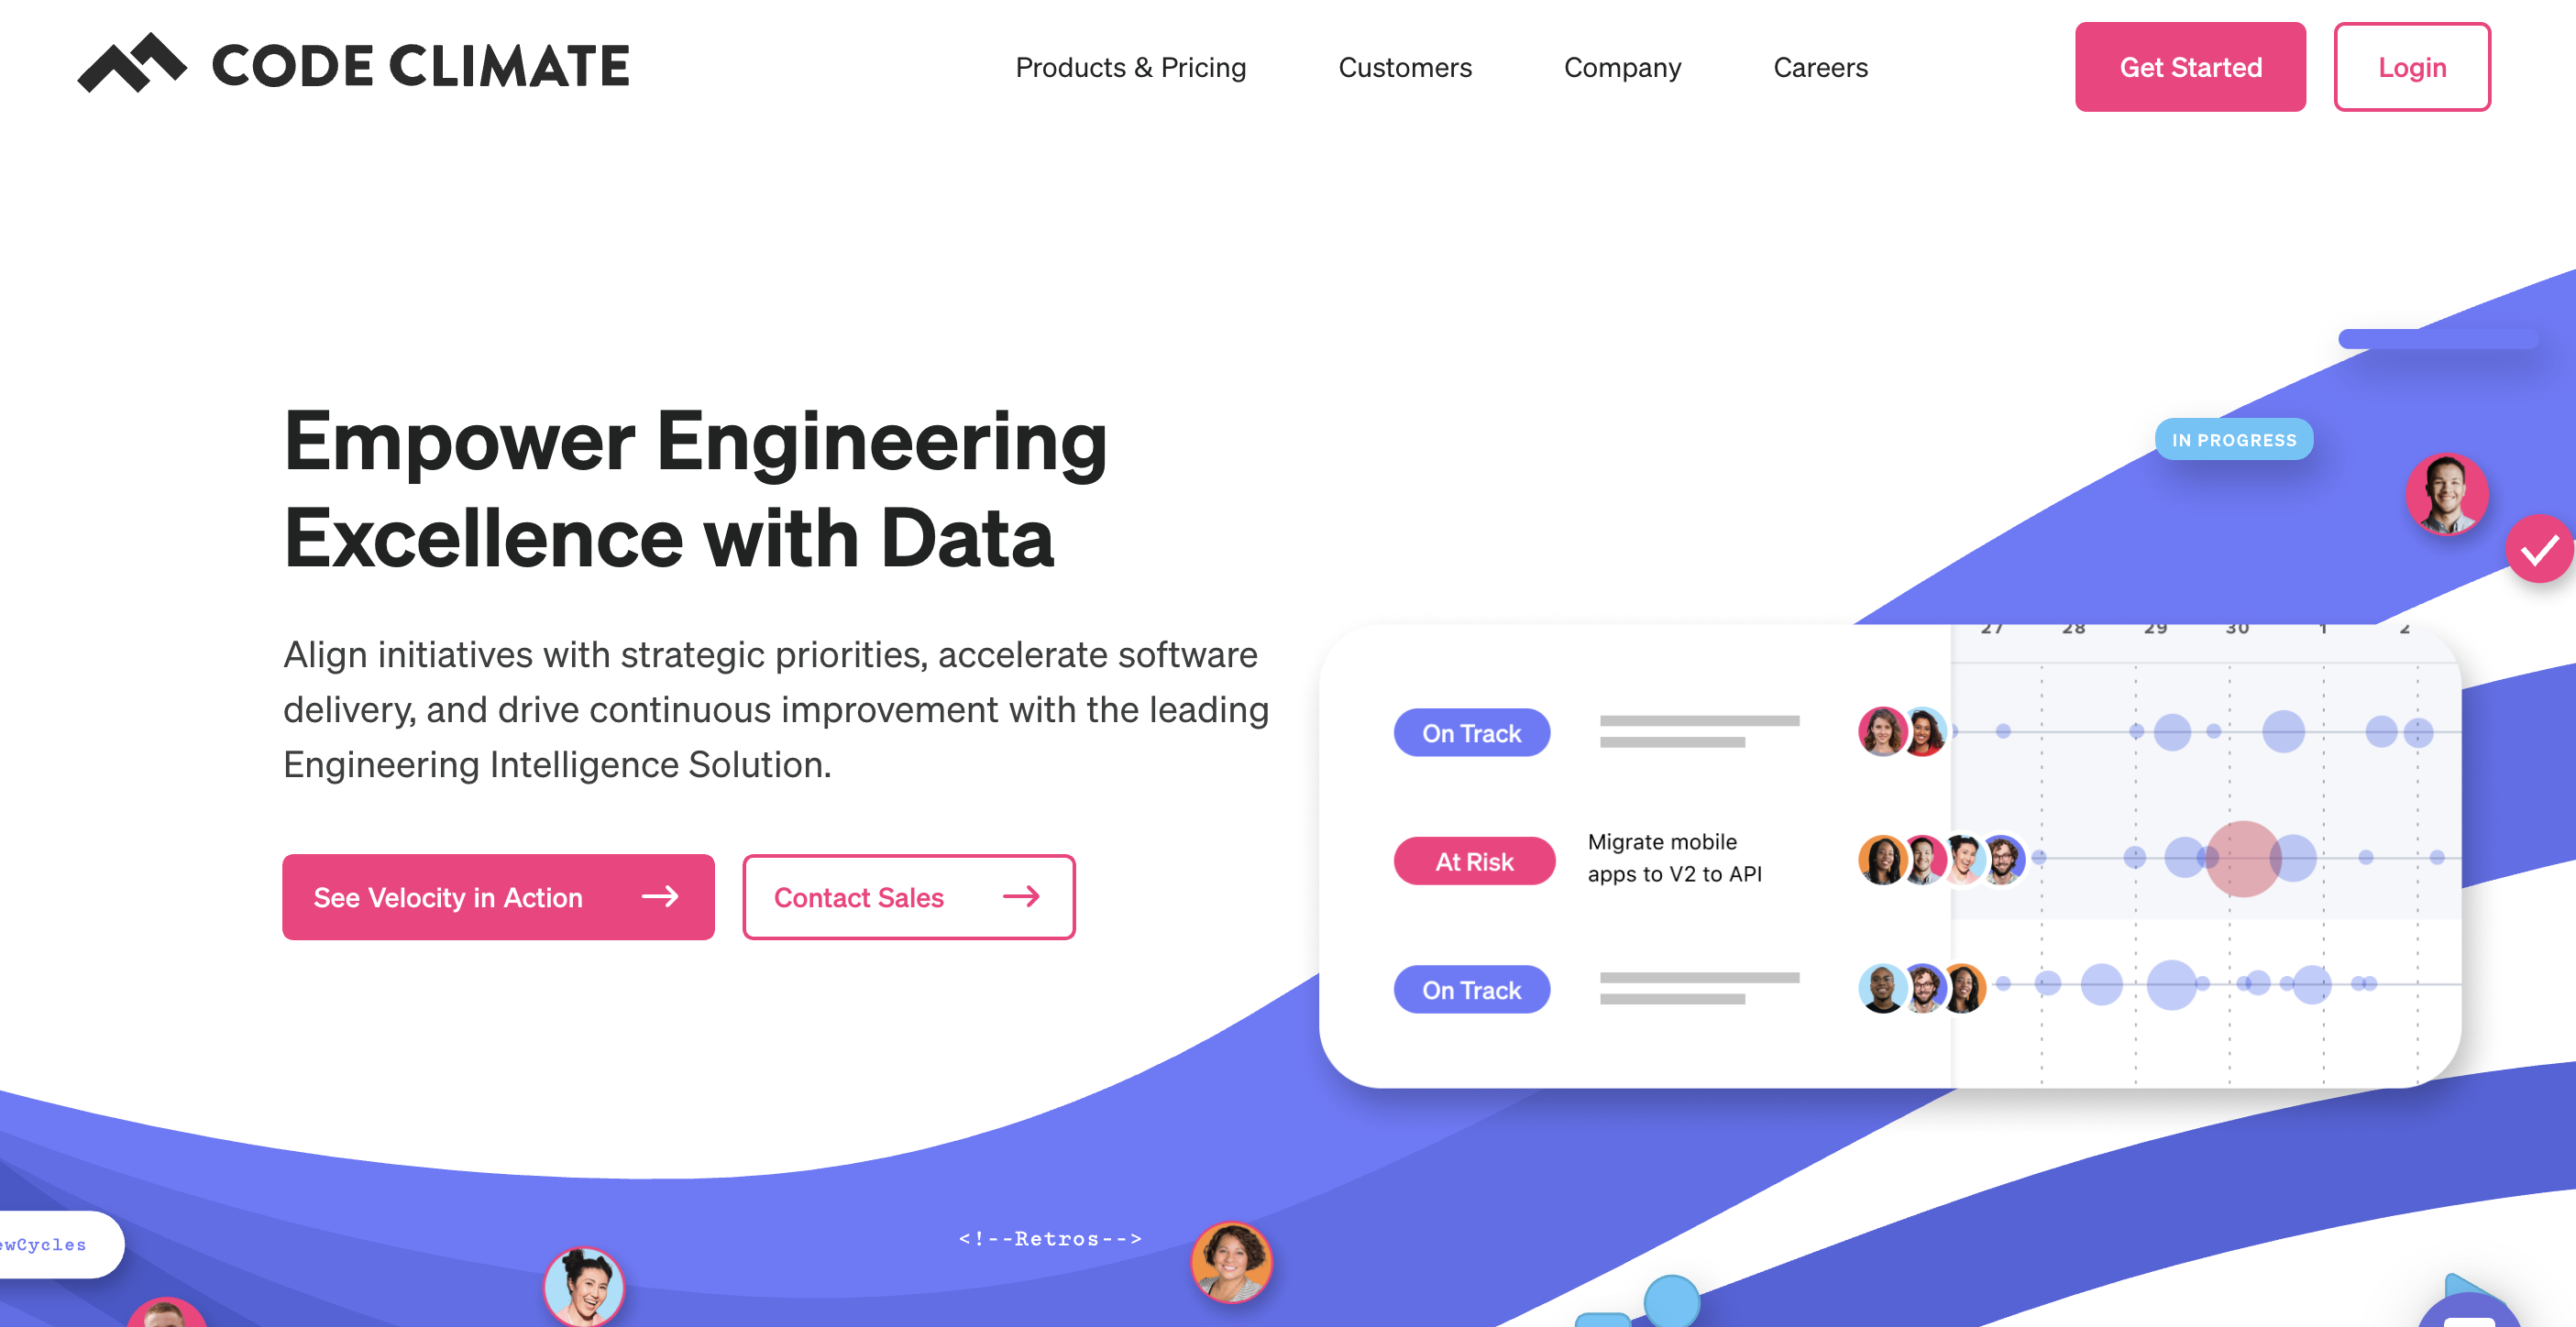 CODE CLIMATE
Products & Pricing
Customers
Company
Careers
Get Started
Login
Empower Engineering
Excellence with Data
Align initiatives with strategic priorities, accelerate software
delivery, and drive continuous improvement with the leading
Engineering Intelligence Solution.
See Velocity in Action
Contact Sales
IN PROGRESS
27 28 29 30 1 2
On Track
At Risk
Migrate mobile
apps to V2 to API
On Track
ewCycles
<!--Retros-->